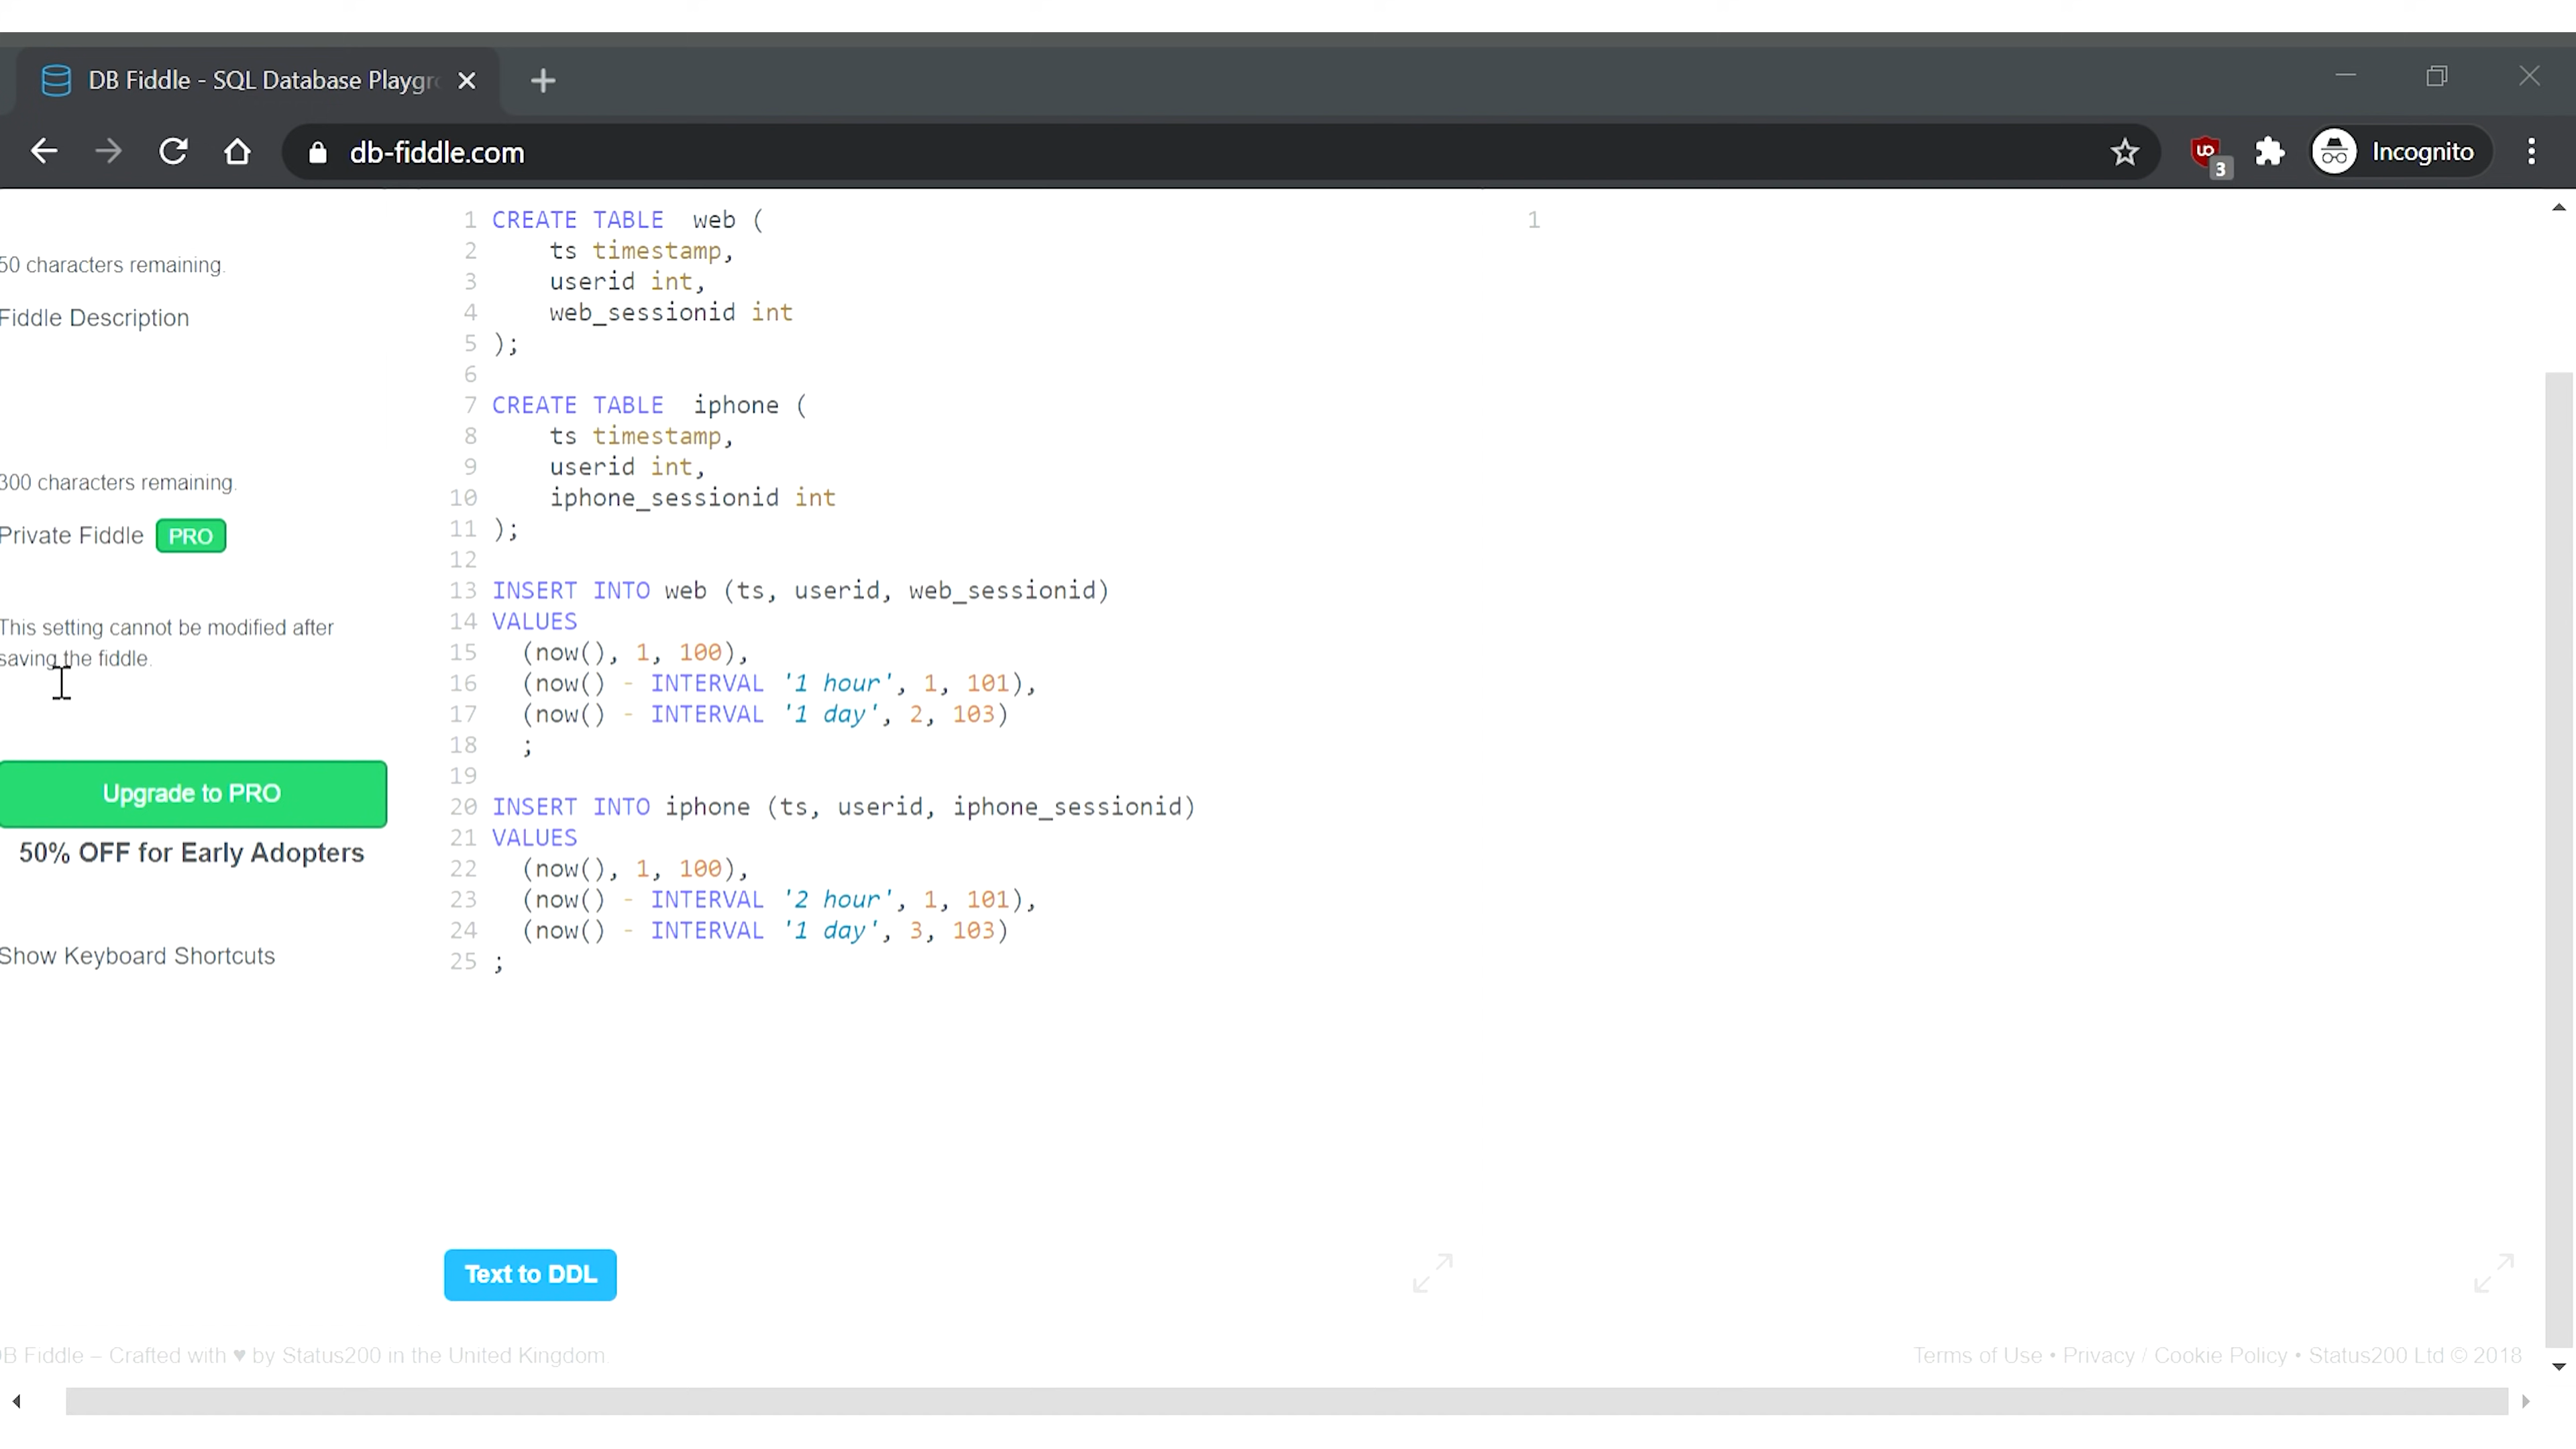 DB Fiddle - SQL Database Playgr
db-fiddle.com
3
Incognito
50 characters remaining.
Fiddle Description
300 characters remaining.
Private Fiddle PRO
This setting cannot be modified after
saving the fiddle.
Upgrade to PRO
50% OFF for Early Adopters
Show Keyboard Shortcuts
1 CREATE TABLE  web (
2     ts timestamp,
3     userid int,
4     web_sessionid int
5 );
6
7 CREATE TABLE  iphone (
8     ts timestamp,
9     userid int,
10     iphone_sessionid int
11 );
12
13 INSERT INTO web (ts, userid, web_sessionid)
14 VALUES
15   (now(), 1, 100),
16   (now() - INTERVAL '1 hour', 1, 101),
17   (now() - INTERVAL '1 day', 2, 103)
18   ;
19
20 INSERT INTO iphone (ts, userid, iphone_sessionid)
21 VALUES
22   (now(), 1, 100),
23   (now() - INTERVAL '2 hour', 1, 101),
24   (now() - INTERVAL '1 day', 3, 103)
25 ;
1
Text to DDL
DB Fiddle – Crafted with ♥ by Status200 in the United Kingdom
Terms of Use • Privacy / Cookie Policy • Status200 Ltd © 2018